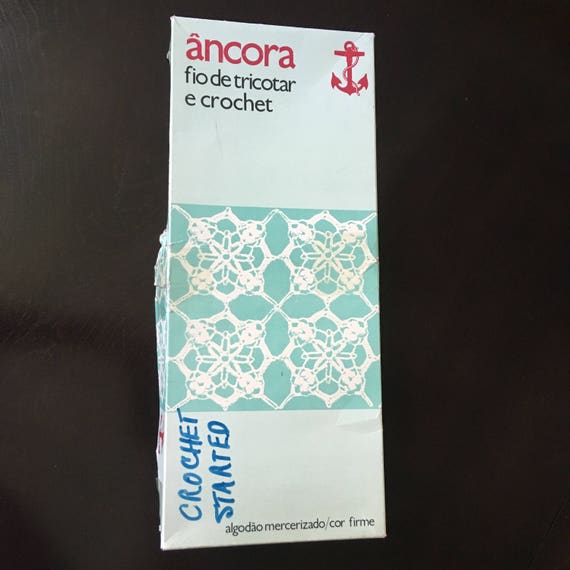 âncora
fio de tricotar
e crochet
CROCHET
STARTED
algodão mercerizado/cor firme